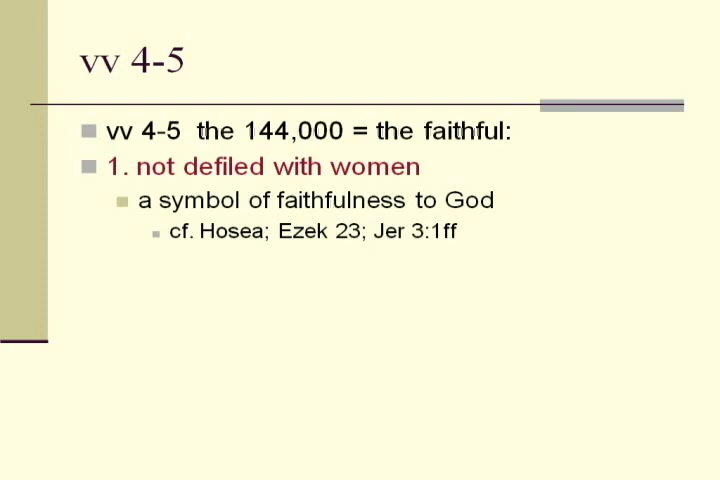 vv 4-5
vv 4-5 the 144,000 = the faithful:
1. not defiled with women
a symbol of faithfulness to God
cf. Hosea; Ezek 23; Jer 3:1ff